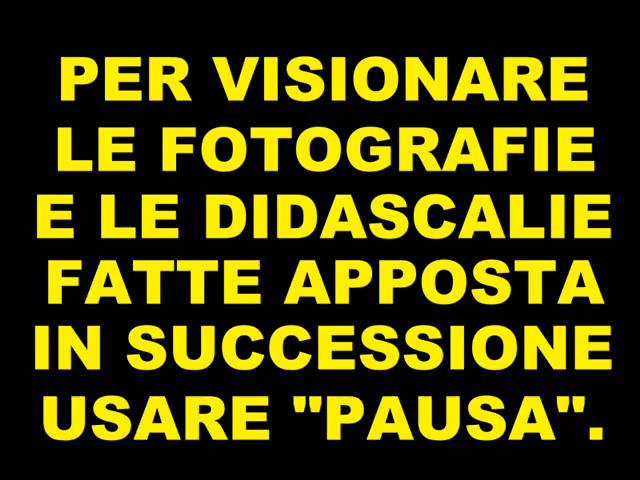 PER VISIONARE
LE FOTOGRAFIE
E LE DIDASCALIE
FATTE APPOSTA
IN SUCCESSIONE
USARE "PAUSA".